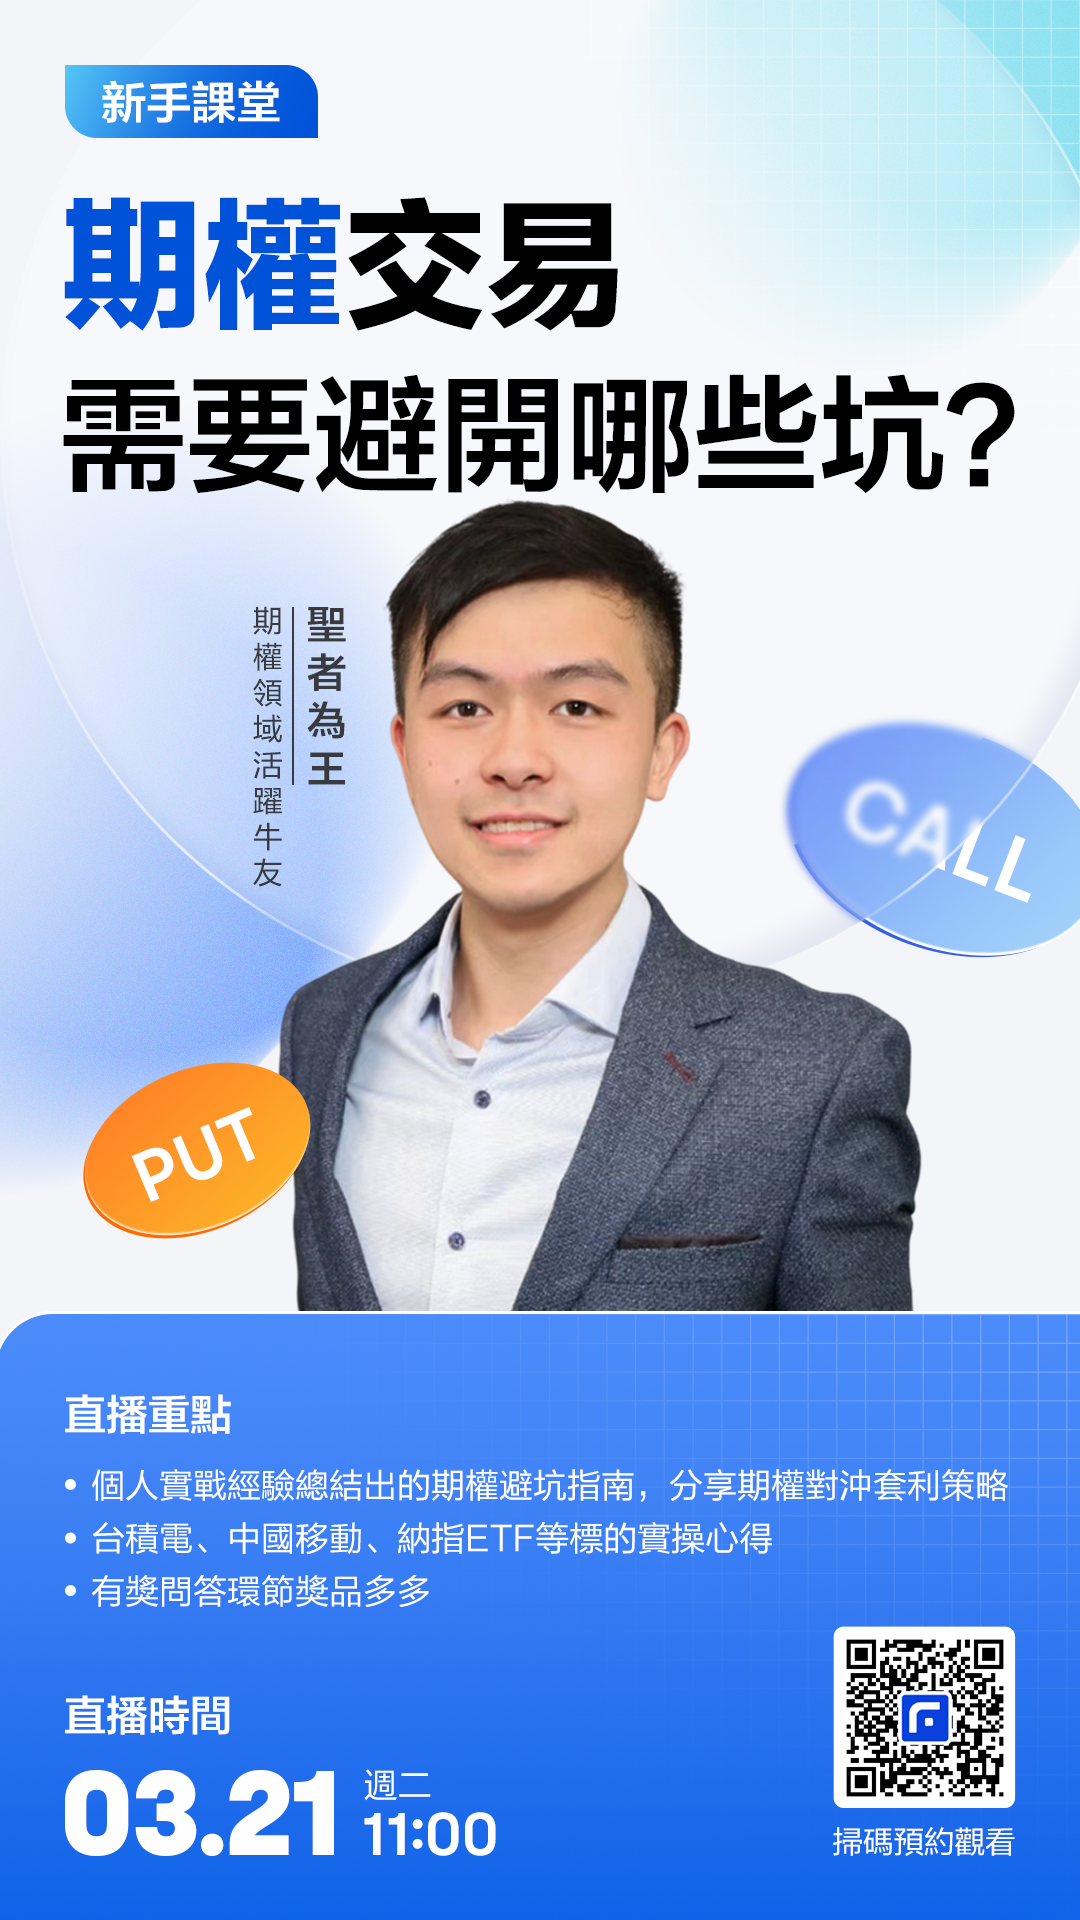 新手課堂
期權交易
需要避開哪些坑?
聖者為王
期權領域活躍牛友
CALL
PUT
直播重點
• 個人實戰經驗總結出的期權避坑指南，分享期權對沖套利策略
• 台積電、中國移動、納指ETF等標的實操心得
• 有獎問答環節獎品多多
直播時間
03.21
週二
11:00
掃碼預約觀看